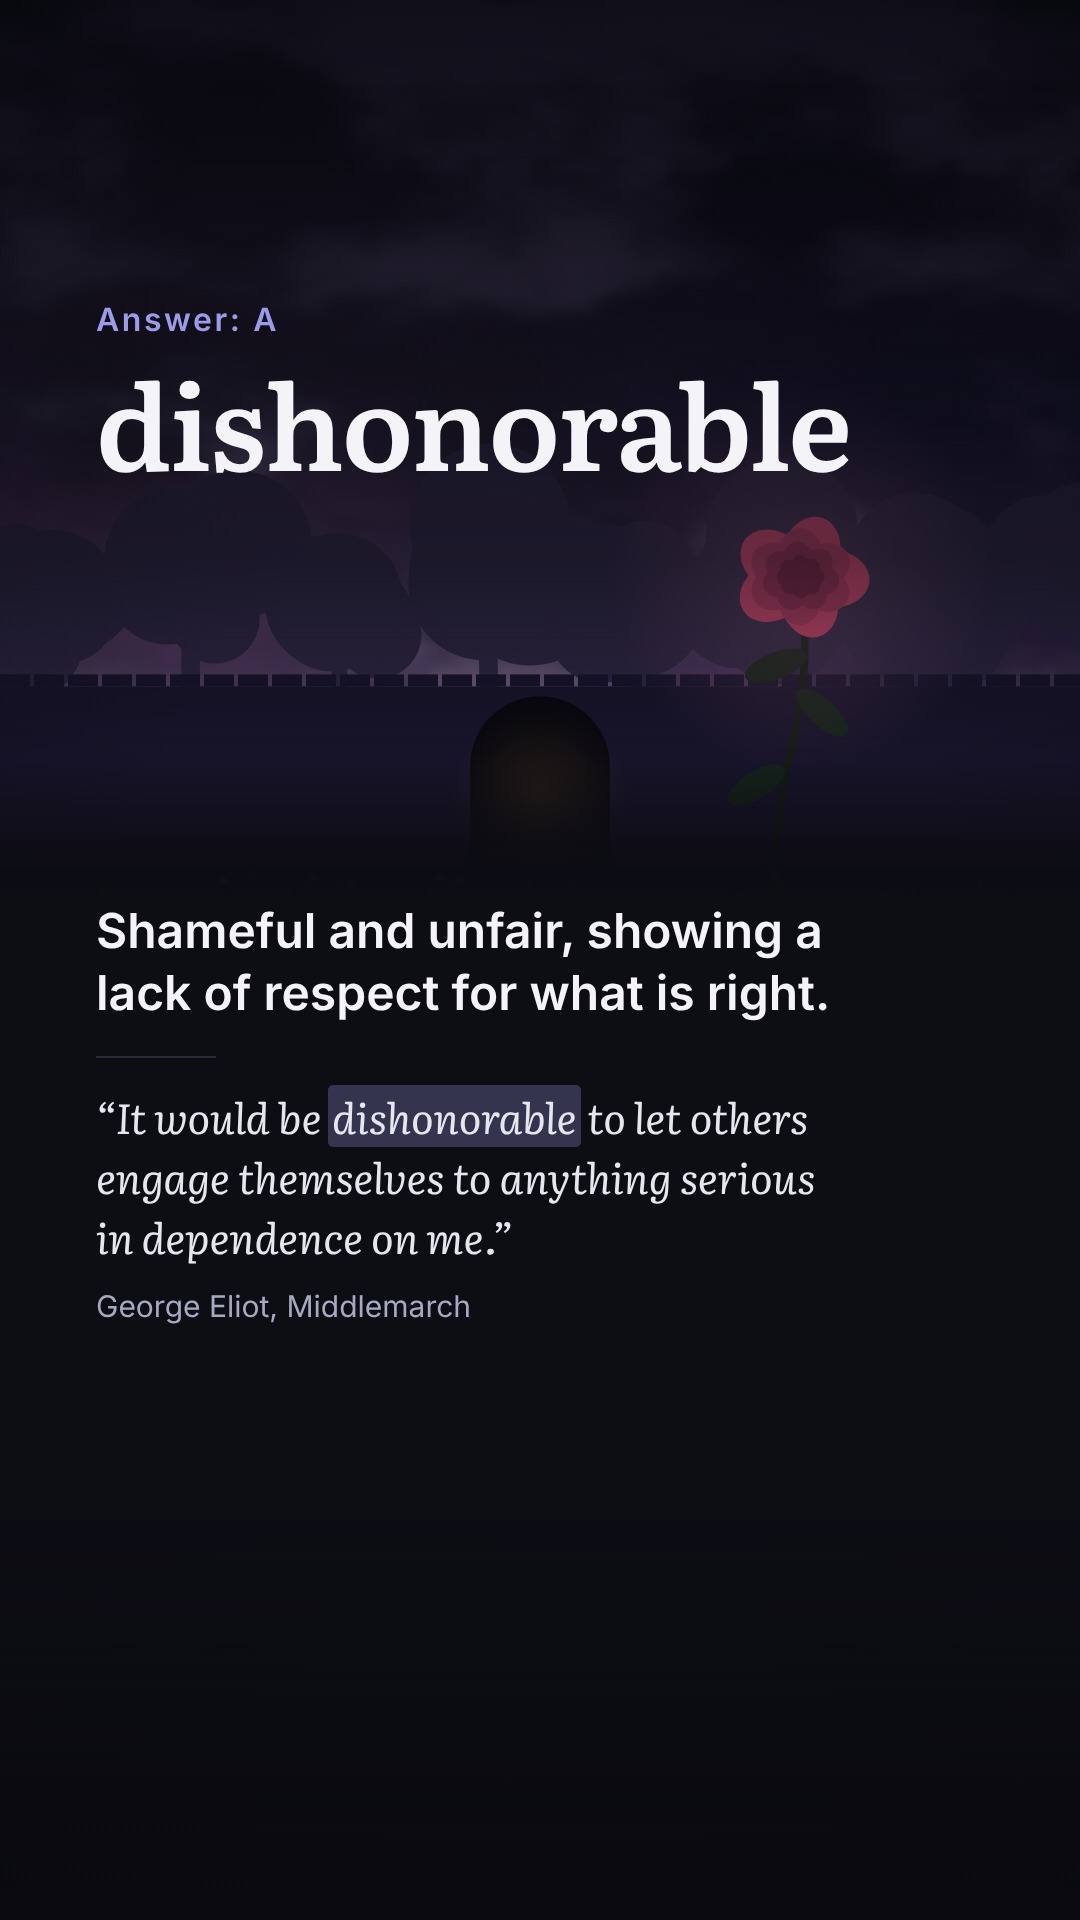 Answer: A
dishonorable
Shameful and unfair, showing a
lack of respect for what is right.
“It would be dishonorable to let others
engage themselves to anything serious
in dependence on me.”
George Eliot, Middlemarch